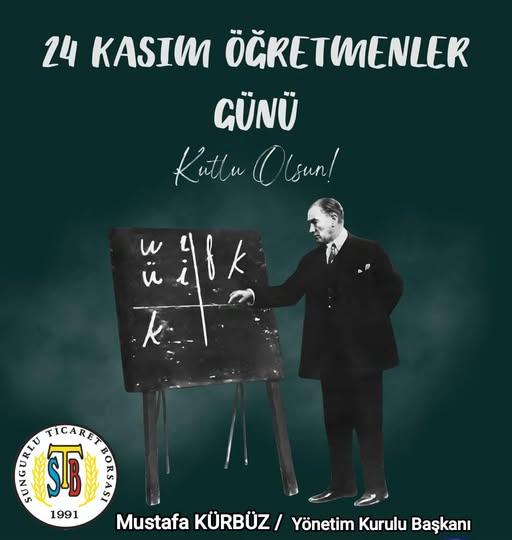 24 KASIM ÖĞRETMENLER
GÜNÜ
Kutlu Olsun!
u e f k
ü i
k
SUNGURLU TİCARET BORSASI
STB
1991
Mustafa KÜRBÜZ / Yönetim Kurulu Başkanı